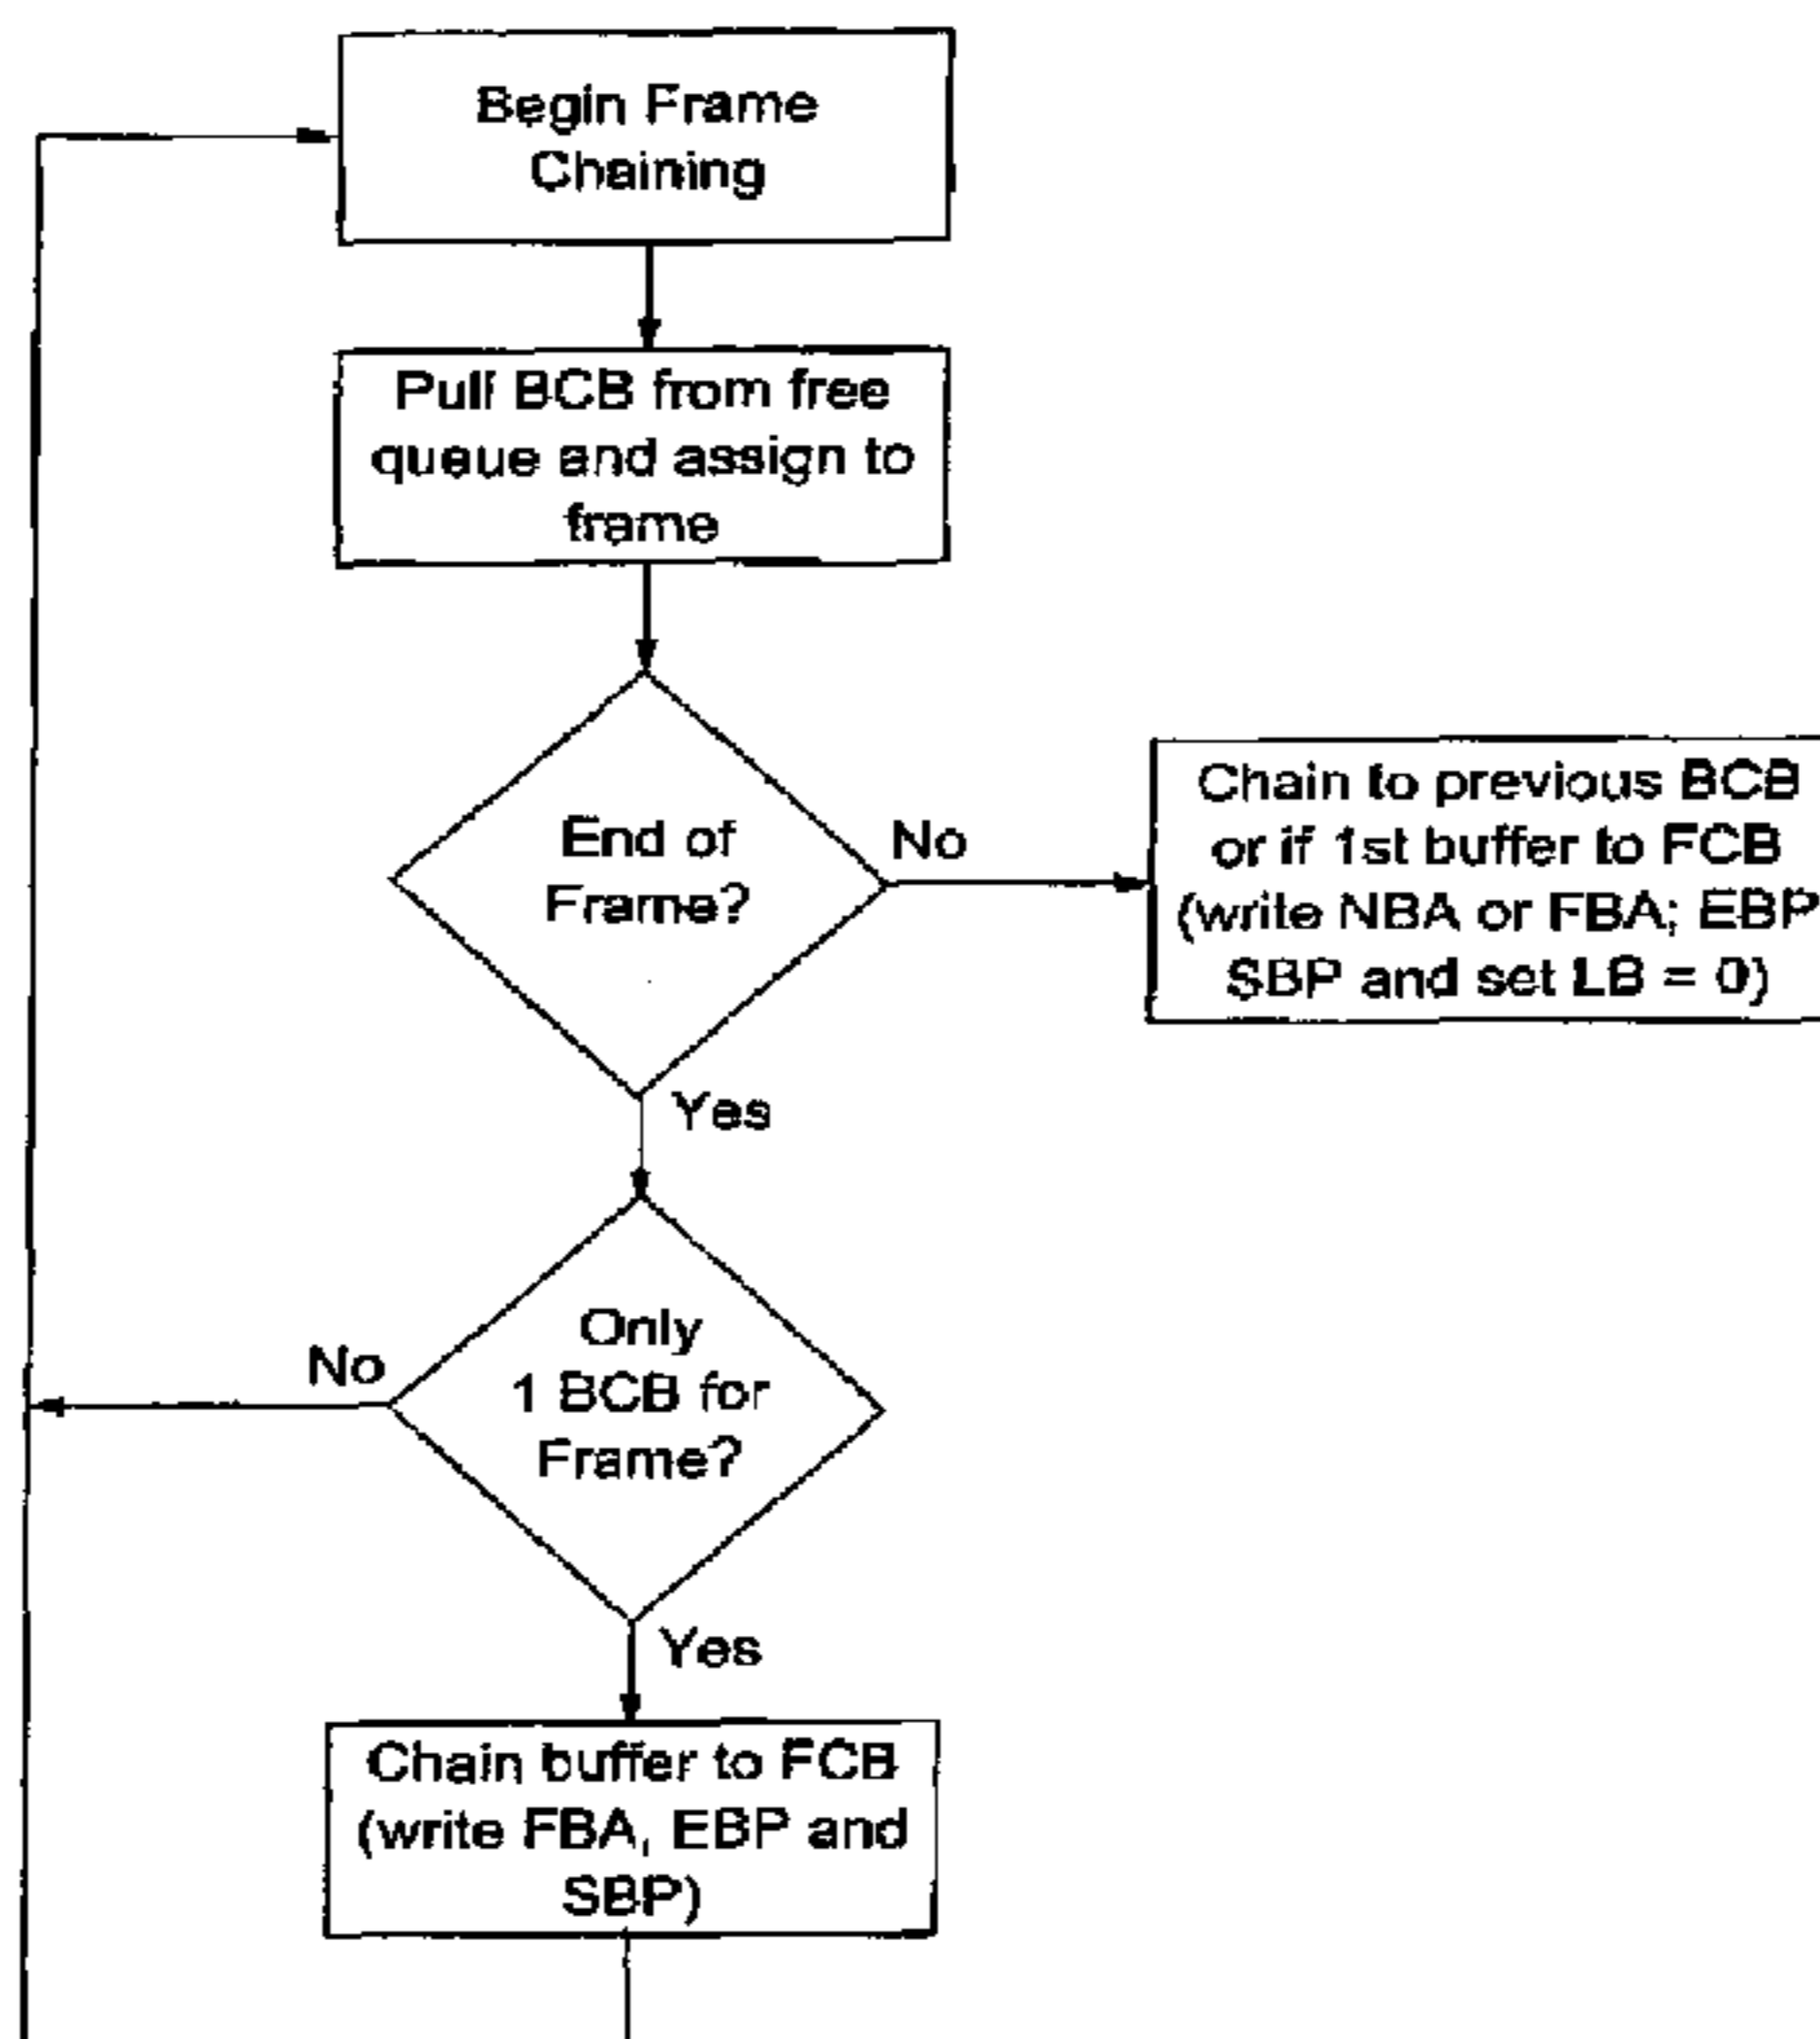 Begin Frame
Chaining
Pull BCB from free
queue and assign to
frame
End of
Frame?
No
Chain to previous BCB
or if 1st buffer to FCB
(write NBA or FBA; EBP
SBP and set LB = 0)
Yes
Only
1 BCB for
Frame?
No
Yes
Chain buffer to FCB
(write FBA, EBP and
SBP)